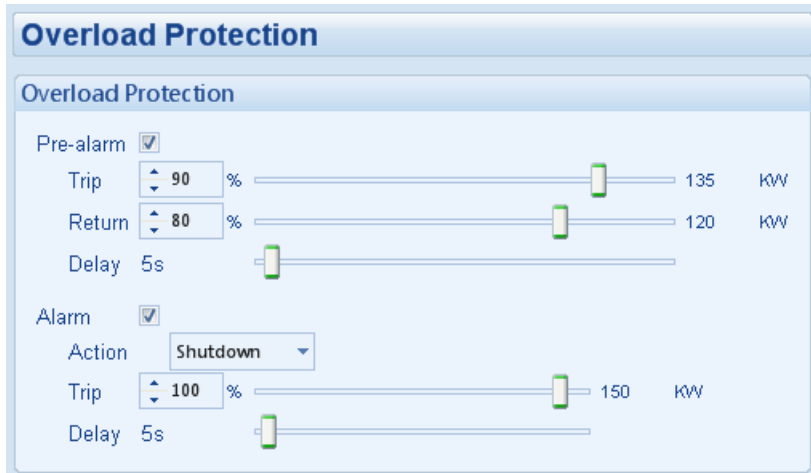 Overload Protection
Overload Protection
Pre-alarm
Trip 90 % 135 KW
Return 80 % 120 KW
Delay 5s
Alarm
Action Shutdown
Trip 100 % 150 KW
Delay 5s